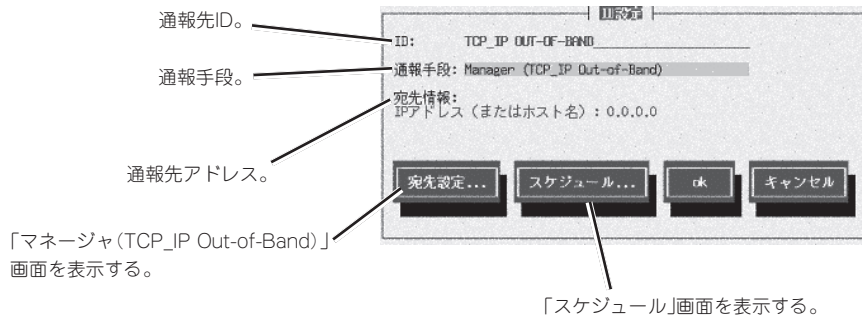 通報先ID。
通報手段。
通報先アドレス。
「マネージャ(TCP_IP Out-of-Band)」
画面を表示する。
ID設定
ID: TCP_IP OUT-OF-BAND
通報手段: Manager (TCP_IP Out-of-Band)
宛先情報:
IPアドレス(またはホスト名): 0.0.0.0
宛先設定...
スケジュール...
ok
キャンセル
「スケジュール」画面を表示する。